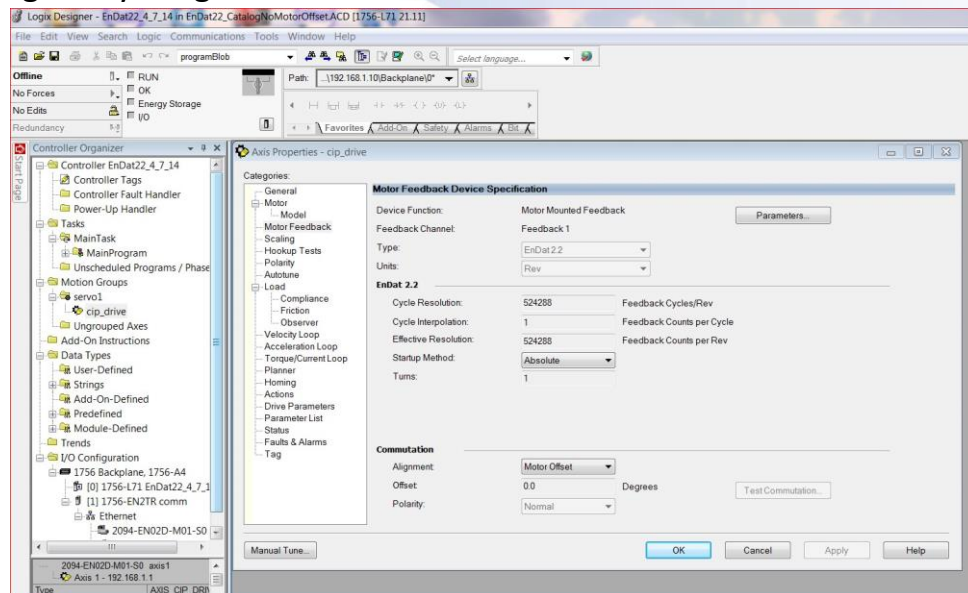 Logix Designer - EnDat22_4_7_14 in EnDat22_CatalogNoMotorOffset.ACD [1756-L71 21.11]
File Edit View Search Logic Communications Tools Window Help
programBlob
Select language...
Offline
RUN
No Forces
OK
No Edits
Energy Storage
Redundancy
I/O
Path: ...\192.168.1.10\Backplane\0*
Favorites Add-On Safety Alarms Bit
Start Page
Controller Organizer
Controller EnDat22_4_7_14
Controller Tags
Controller Fault Handler
Power-Up Handler
Tasks
MainTask
MainProgram
Unscheduled Programs / Phase
Motion Groups
servo1
cip_drive
Ungrouped Axes
Add-On Instructions
Data Types
User-Defined
Strings
Add-On-Defined
Predefined
Module-Defined
Trends
I/O Configuration
1756 Backplane, 1756-A4
[0] 1756-L71 EnDat22_4_7_1
[1] 1756-EN2TR comm
Ethernet
2094-EN02D-M01-S0
2094-EN02D-M01-S0 axis1
Axis 1 - 192.168.1.1
Type AXIS_CIP_DRIV
Axis Properties - cip_drive
Categories:
General
Motor
Model
Motor Feedback
Scaling
Hookup Tests
Polarity
Autotune
Load
Compliance
Friction
Observer
Velocity Loop
Acceleration Loop
Torque/Current Loop
Planner
Homing
Actions
Drive Parameters
Parameter List
Status
Faults & Alarms
Tag
Motor Feedback Device Specification
Device Function: Motor Mounted Feedback
Parameters...
Feedback Channel: Feedback 1
Type: EnDat 2.2
Units: Rev
EnDat 2.2
Cycle Resolution: 524288 Feedback Cycles/Rev
Cycle Interpolation: 1 Feedback Counts per Cycle
Effective Resolution: 524288 Feedback Counts per Rev
Startup Method: Absolute
Turns: 1
Commutation
Alignment: Motor Offset
Offset: 0.0 Degrees
Test Commutation...
Polarity: Normal
Manual Tune...
OK Cancel Apply Help